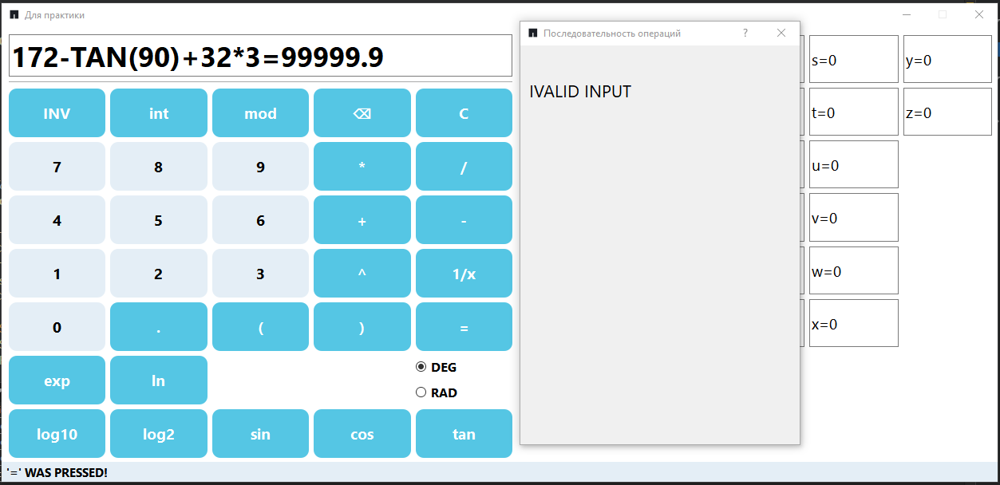 Для практики
172-TAN(90)+32*3=99999.9
INV int mod ⌫ C
7 8 9 * /
4 5 6 + -
1 2 3 ^ 1/x
0 . ( ) =
exp ln
DEG
RAD
log10 log2 sin cos tan
'=' WAS PRESSED!
Последовательность операций ?
IVALID INPUT
s=0 y=0
t=0 z=0
u=0
v=0
w=0
x=0